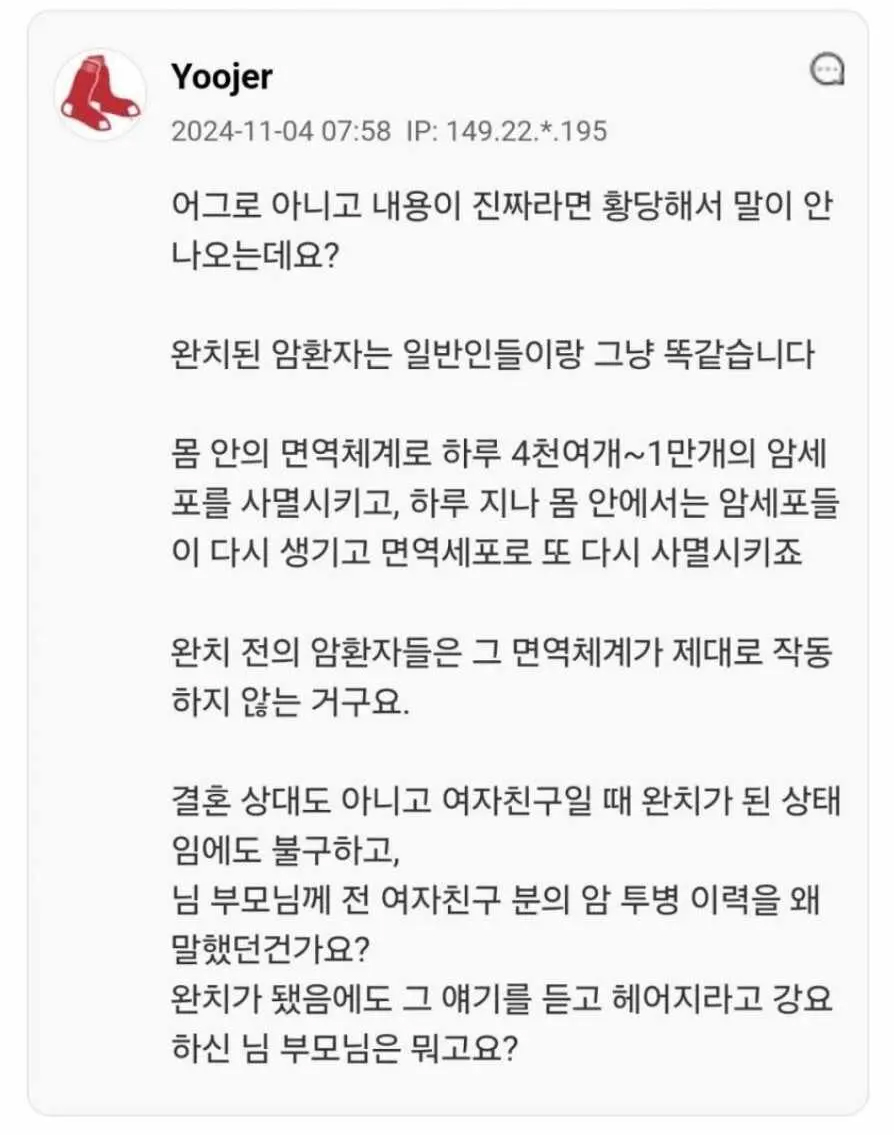 Yoojer
2024-11-04 07:58 IP: 149.22.*.195
어그로 아니고 내용이 진짜라면 황당해서 말이 안
나오는데요?
완치된 암환자는 일반인들이랑 그냥 똑같습니다
몸 안의 면역체계로 하루 4천여개~1만개의 암세
포를 사멸시키고, 하루 지나 몸 안에서는 암세포들
이 다시 생기고 면역세포로 또 다시 사멸시키죠
완치 전의 암환자들은 그 면역체계가 제대로 작동
하지 않는 거구요.
결혼 상대도 아니고 여자친구일 때 완치가 된 상태
임에도 불구하고,
님 부모님께 전 여자친구 분의 암 투병 이력을 왜
말했던건가요?
완치가 됐음에도 그 얘기를 듣고 헤어지라고 강요
하신 님 부모님은 뭐고요?